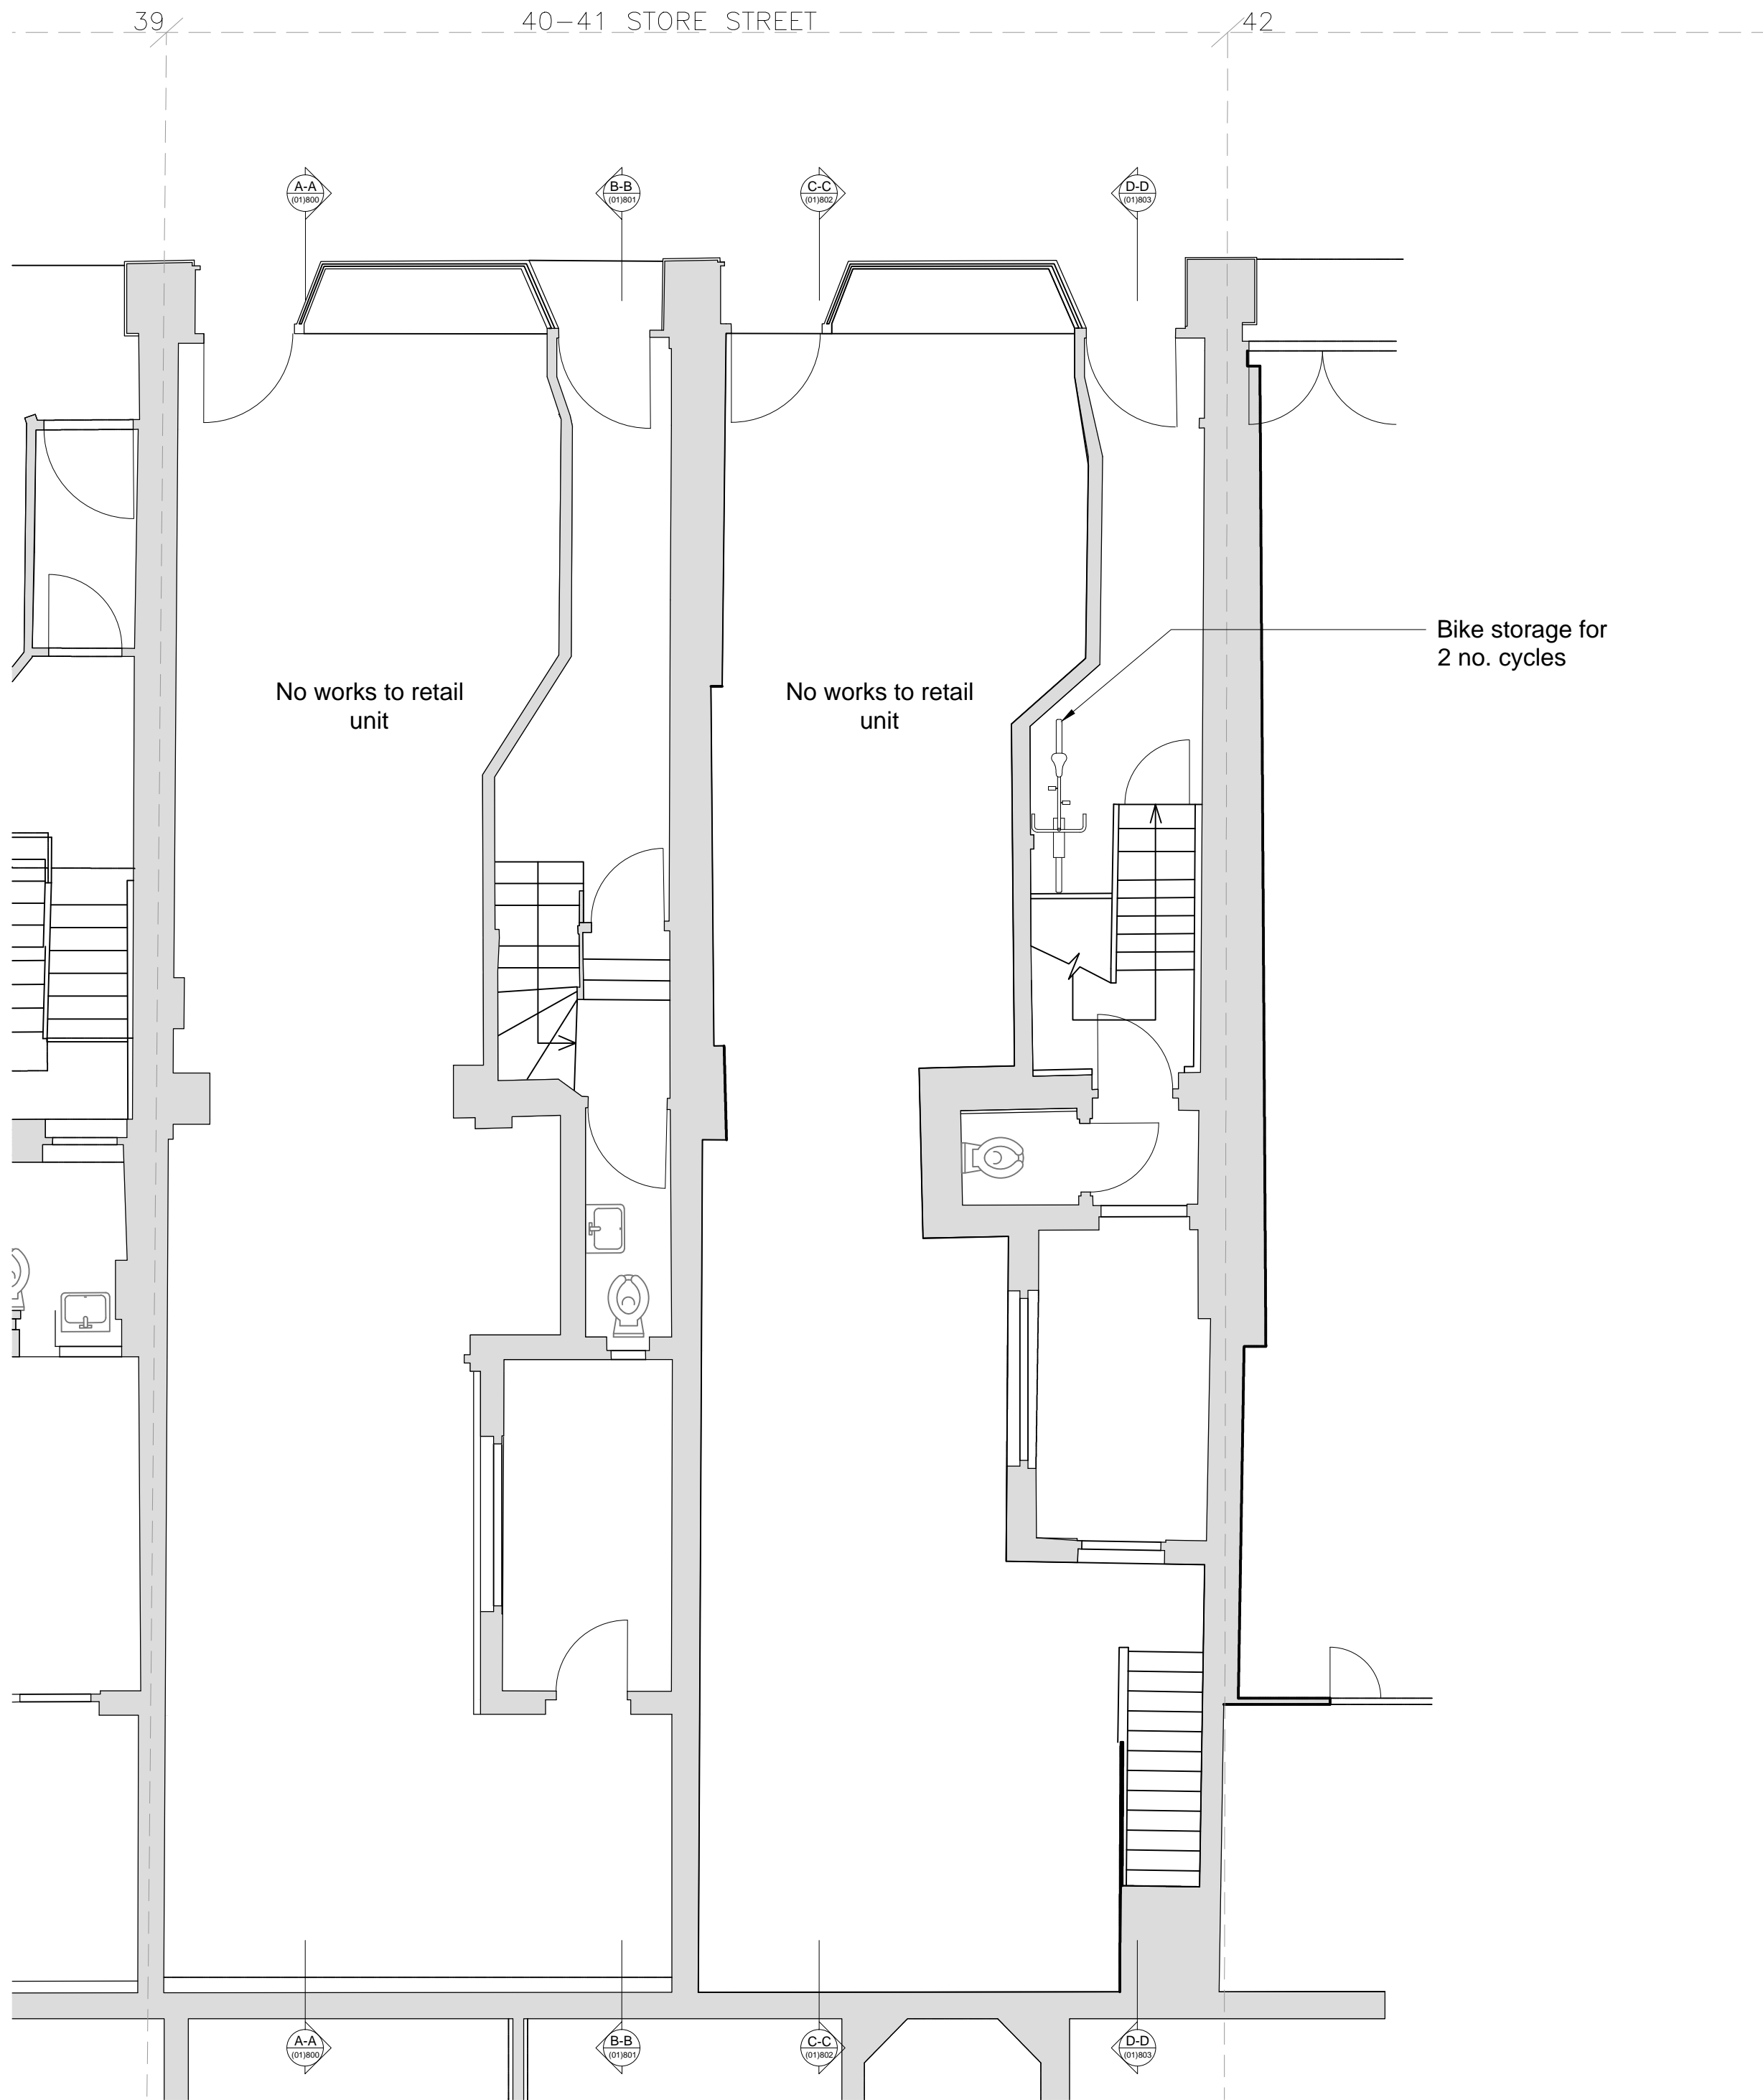 39
40-41 STORE STREET
42
A-A
(01)800
B-B
(01)801
C-C
(01)802
D-D
(01)803
Bike storage for
2 no. cycles
No works to retail
unit
No works to retail
unit
A-A
(01)800
B-B
(01)801
C-C
(01)802
D-D
(01)803